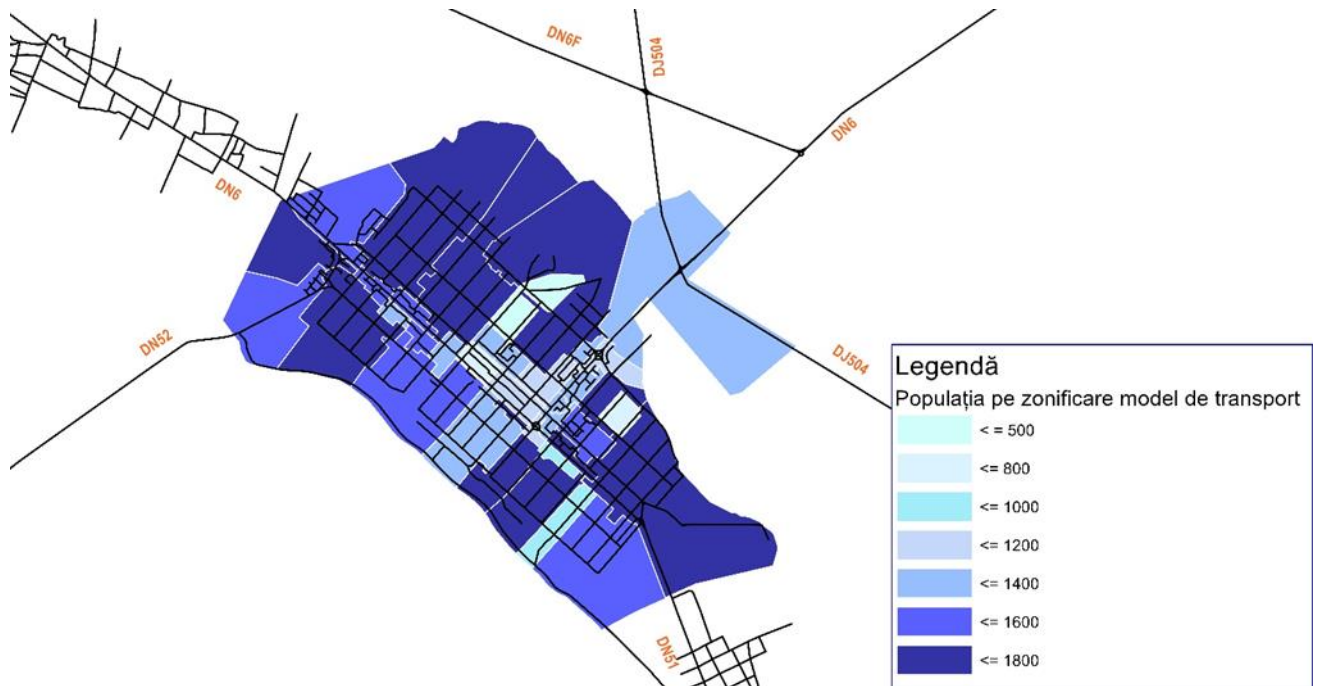 DN6F
DJ504
DN6
DN6
DN52
DJ504
DN51
Legendă
Populația pe zonificare model de transport
< = 500
<= 800
<= 1000
<= 1200
<= 1400
<= 1600
<= 1800